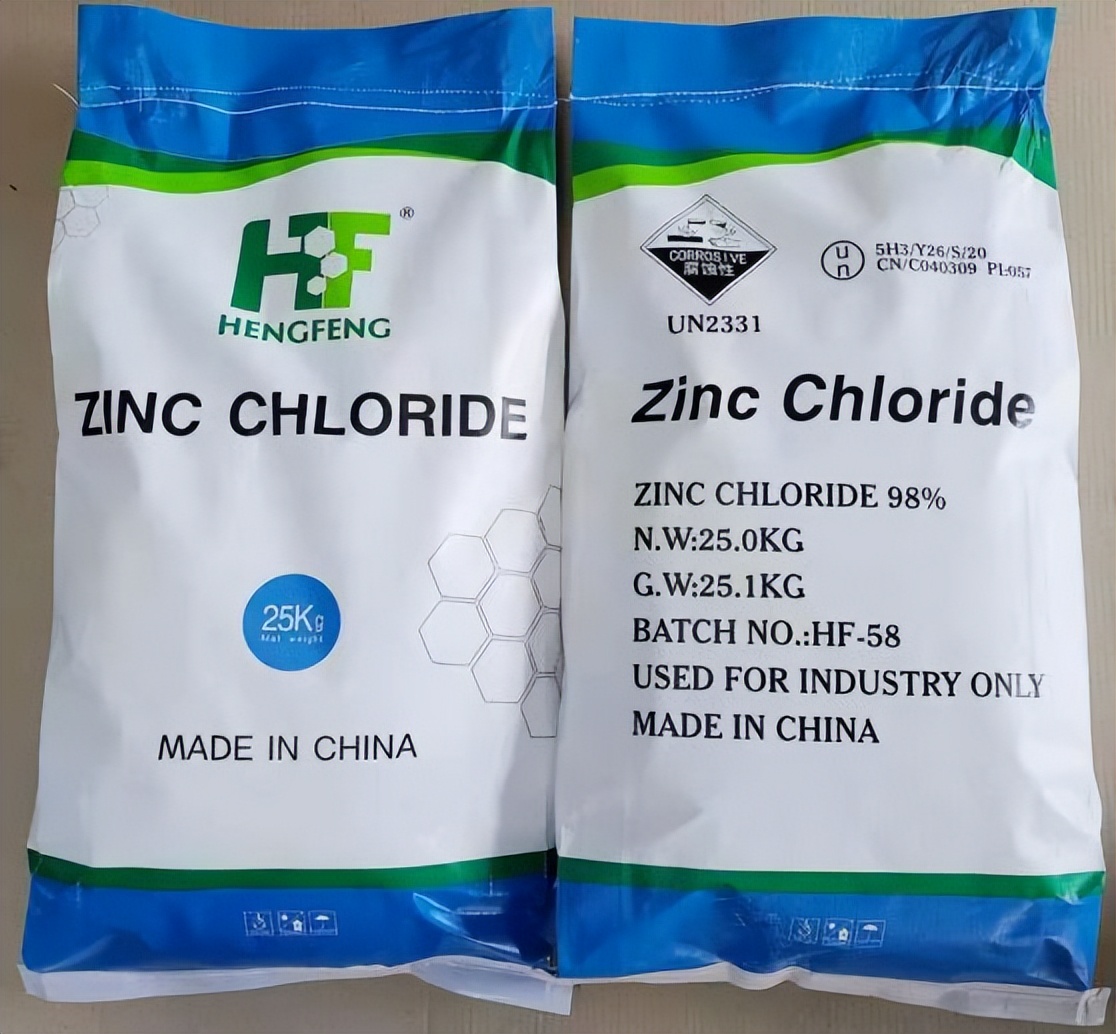 HF®
HENGFENG
ZINC CHLORIDE
25Kg
MADE IN CHINA
CORROSIVE
腐蚀性
UN2331
un
5H3/Y26/S/20
CN/C040309 PI:057
Zinc Chloride
ZINC CHLORIDE 98%
N.W:25.0KG
G.W:25.1KG
BATCH NO.:HF-58
USED FOR INDUSTRY ONLY
MADE IN CHINA